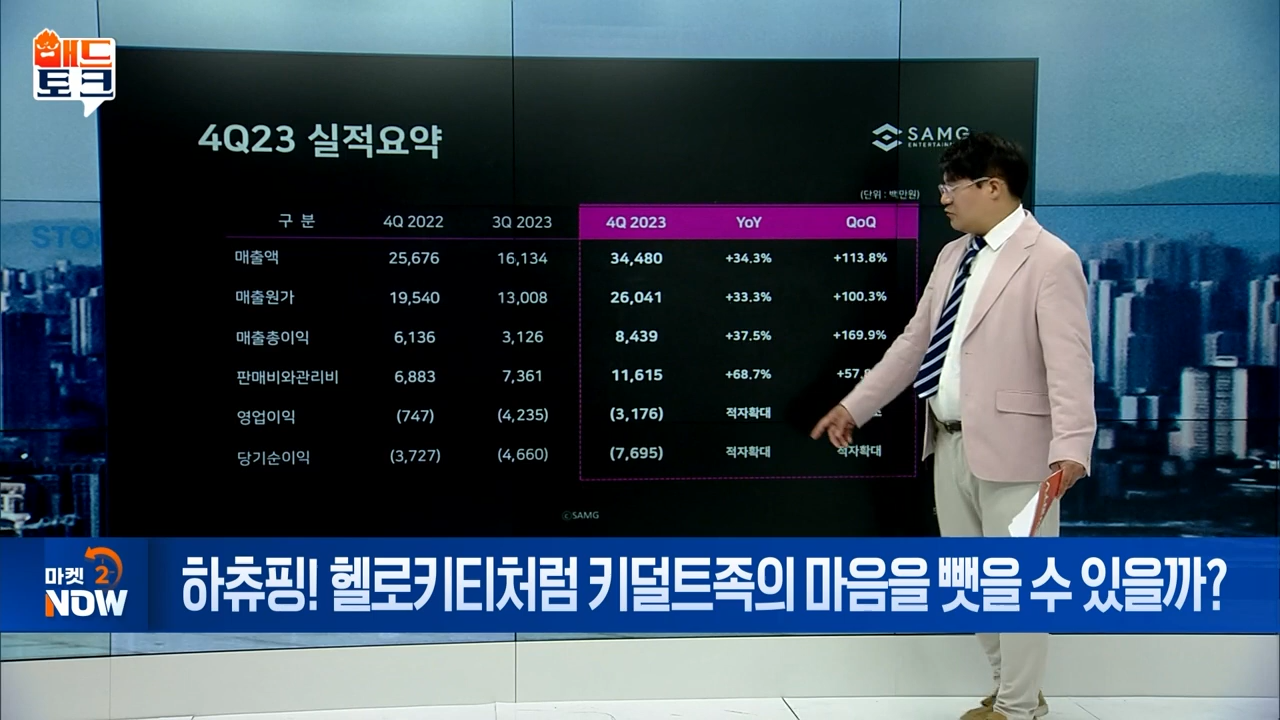 매드
토크
4Q23 실적요약
SAMG
(단위 : 백만원)
구 분 4Q 2022 3Q 2023 4Q 2023 YoY QoQ
매출액 25,676 16,134 34,480 +34.3% +113.8%
매출원가 19,540 13,008 26,041 +33.3% +100.3%
매출총이익 6,136 3,126 8,439 +37.5% +169.9%
판매비와관리비 6,883 7,361 11,615 +68.7%
영업이익 (747) (4,235) (3,176) 적자확대
당기순이익 (3,727) (4,660) (7,695) 적자확대 적자확대
ⓒSAMG
마켓 2
NOW
하츄핑! 헬로키티처럼 키덜트족의 마음을 뺏을 수 있을까?